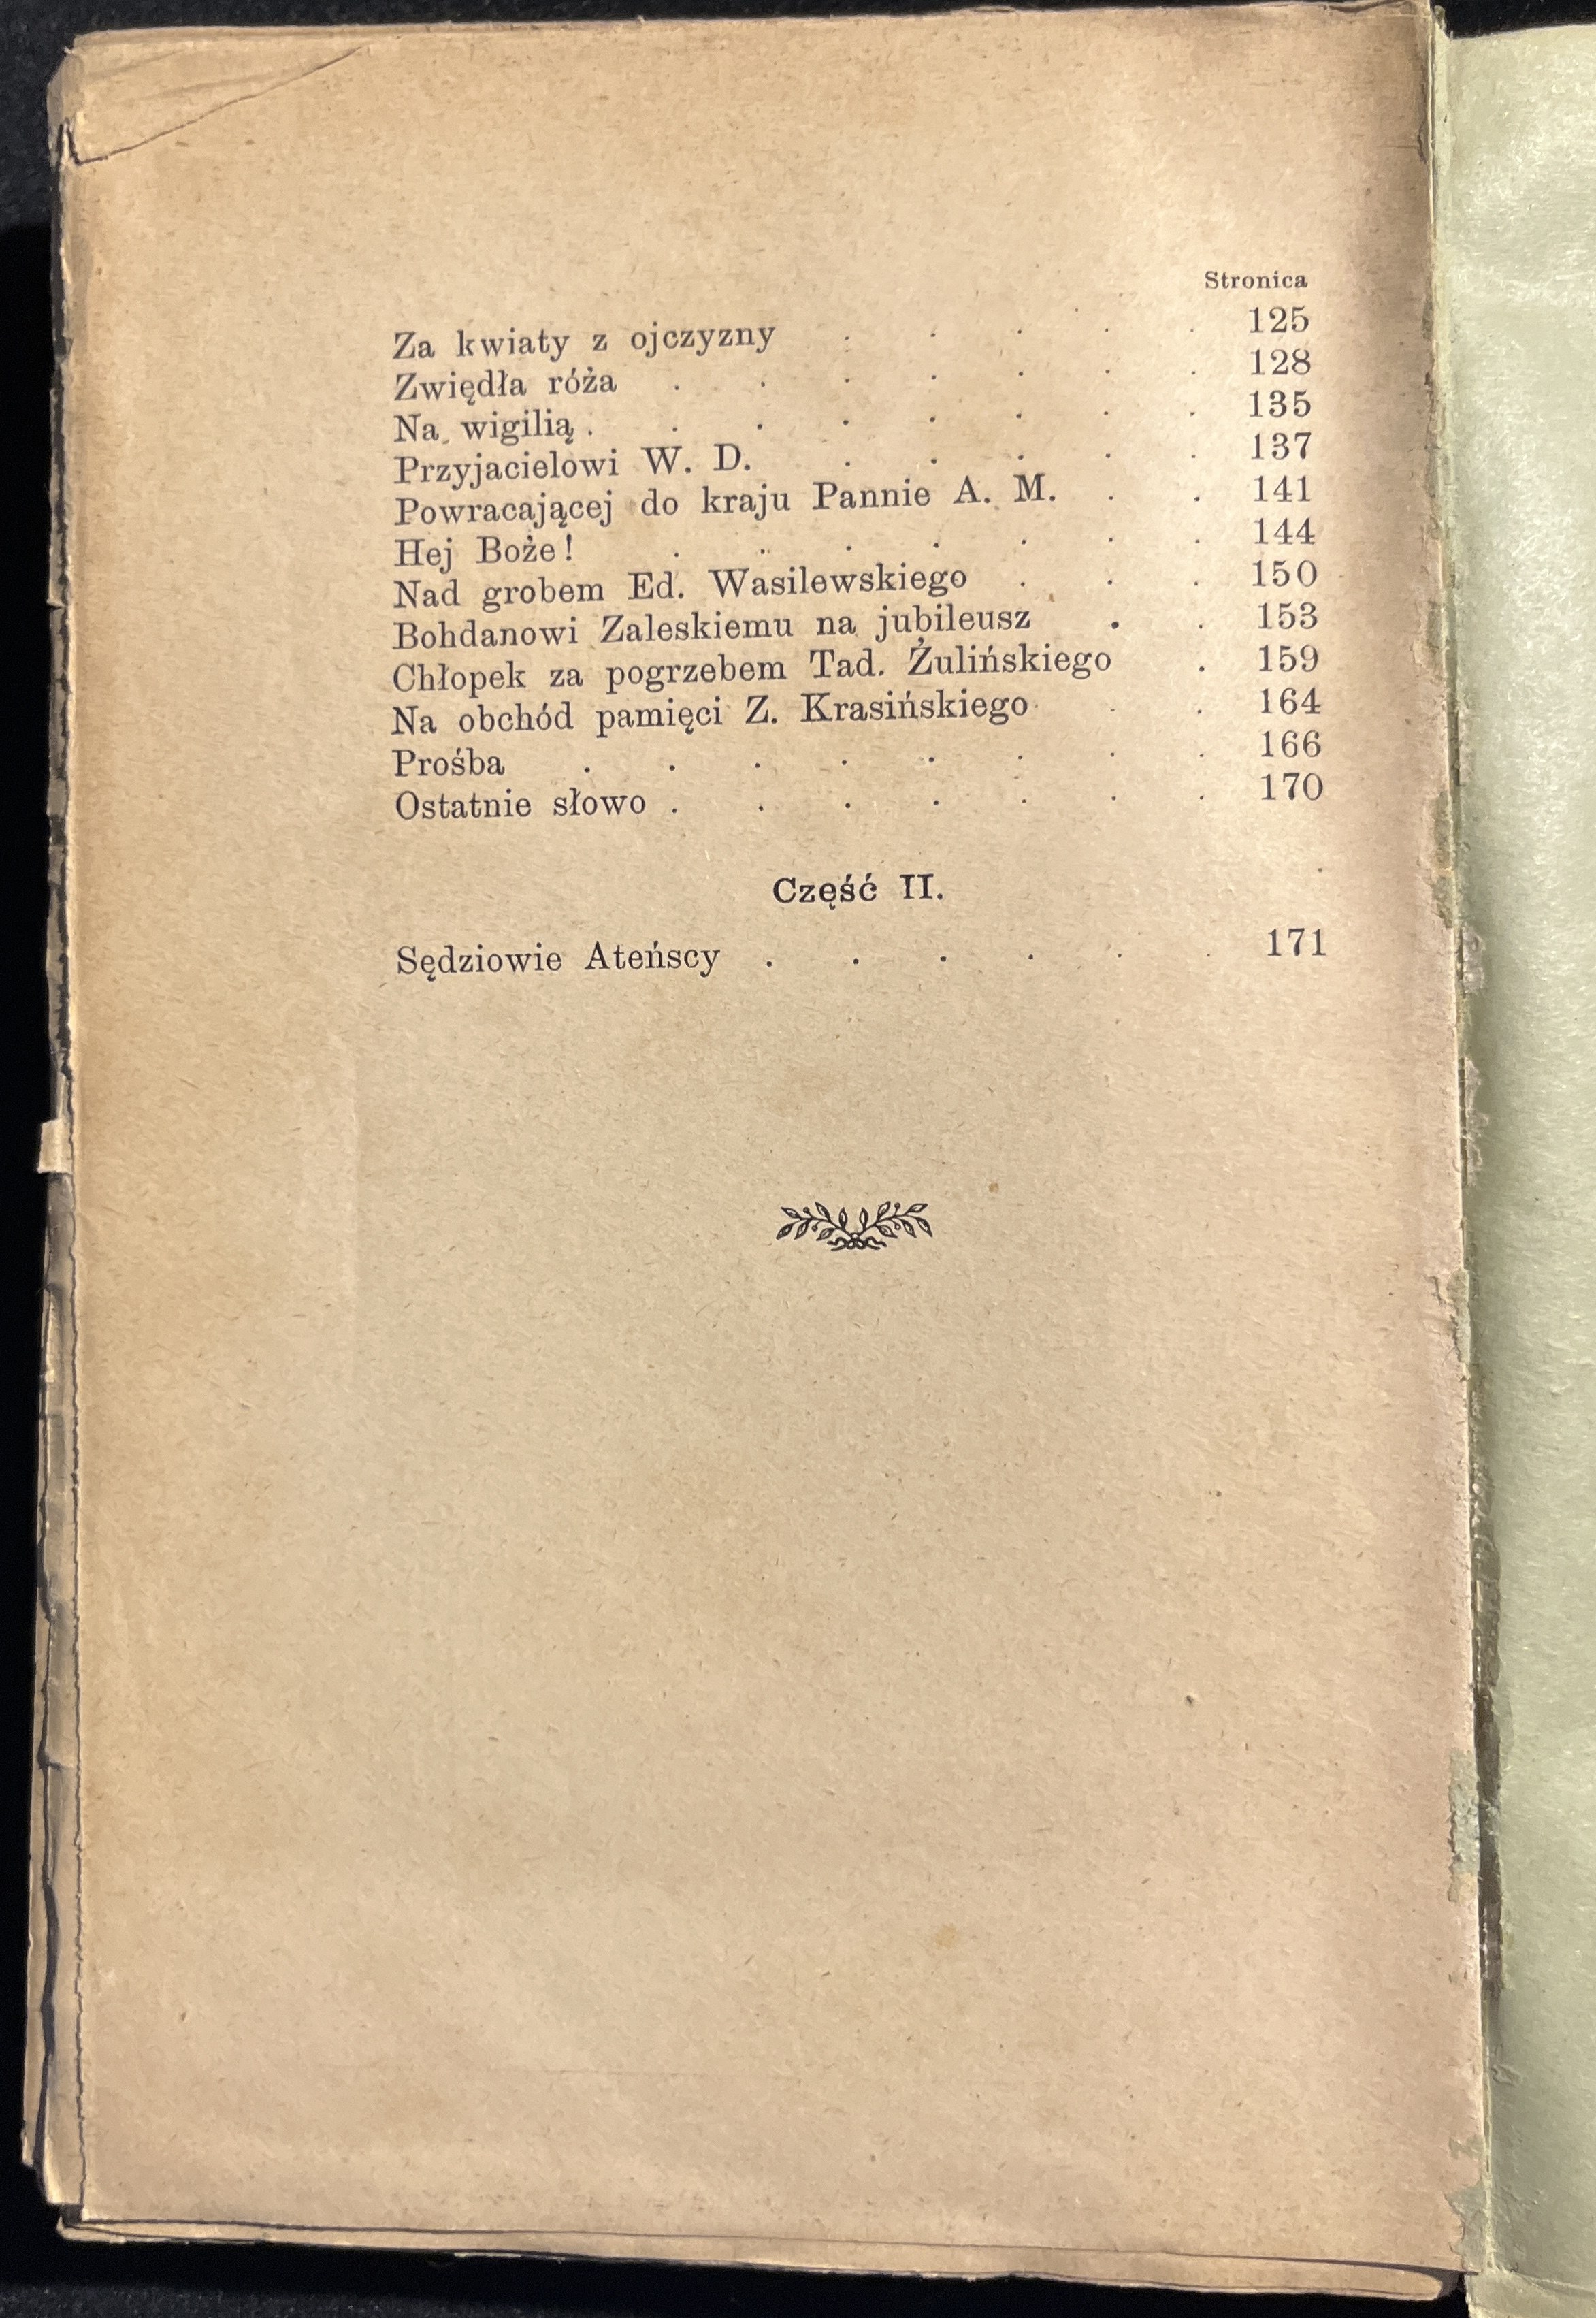 Stronica
Za kwiaty z ojczyzny . . . . . 125
Zwiędła róża . . . . . . . 128
Na wigilią . . . . . . . . 135
Przyjacielowi W. D. . . . . . 137
Powracającej do kraju Pannie A. M. . . 141
Hej Boże! . . . . . . . 144
Nad grobem Ed. Wasilewskiego . . . 150
Bohdanowi Zaleskiemu na jubileusz . . 153
Chłopek za pogrzebem Tad. Żulińskiego . 159
Na obchód pamięci Z. Krasińskiego . . 164
Prośba . . . . . . . . 166
Ostatnie słowo . . . . . . . 170
Część II.
Sędziowie Ateńscy . . . . . . 171